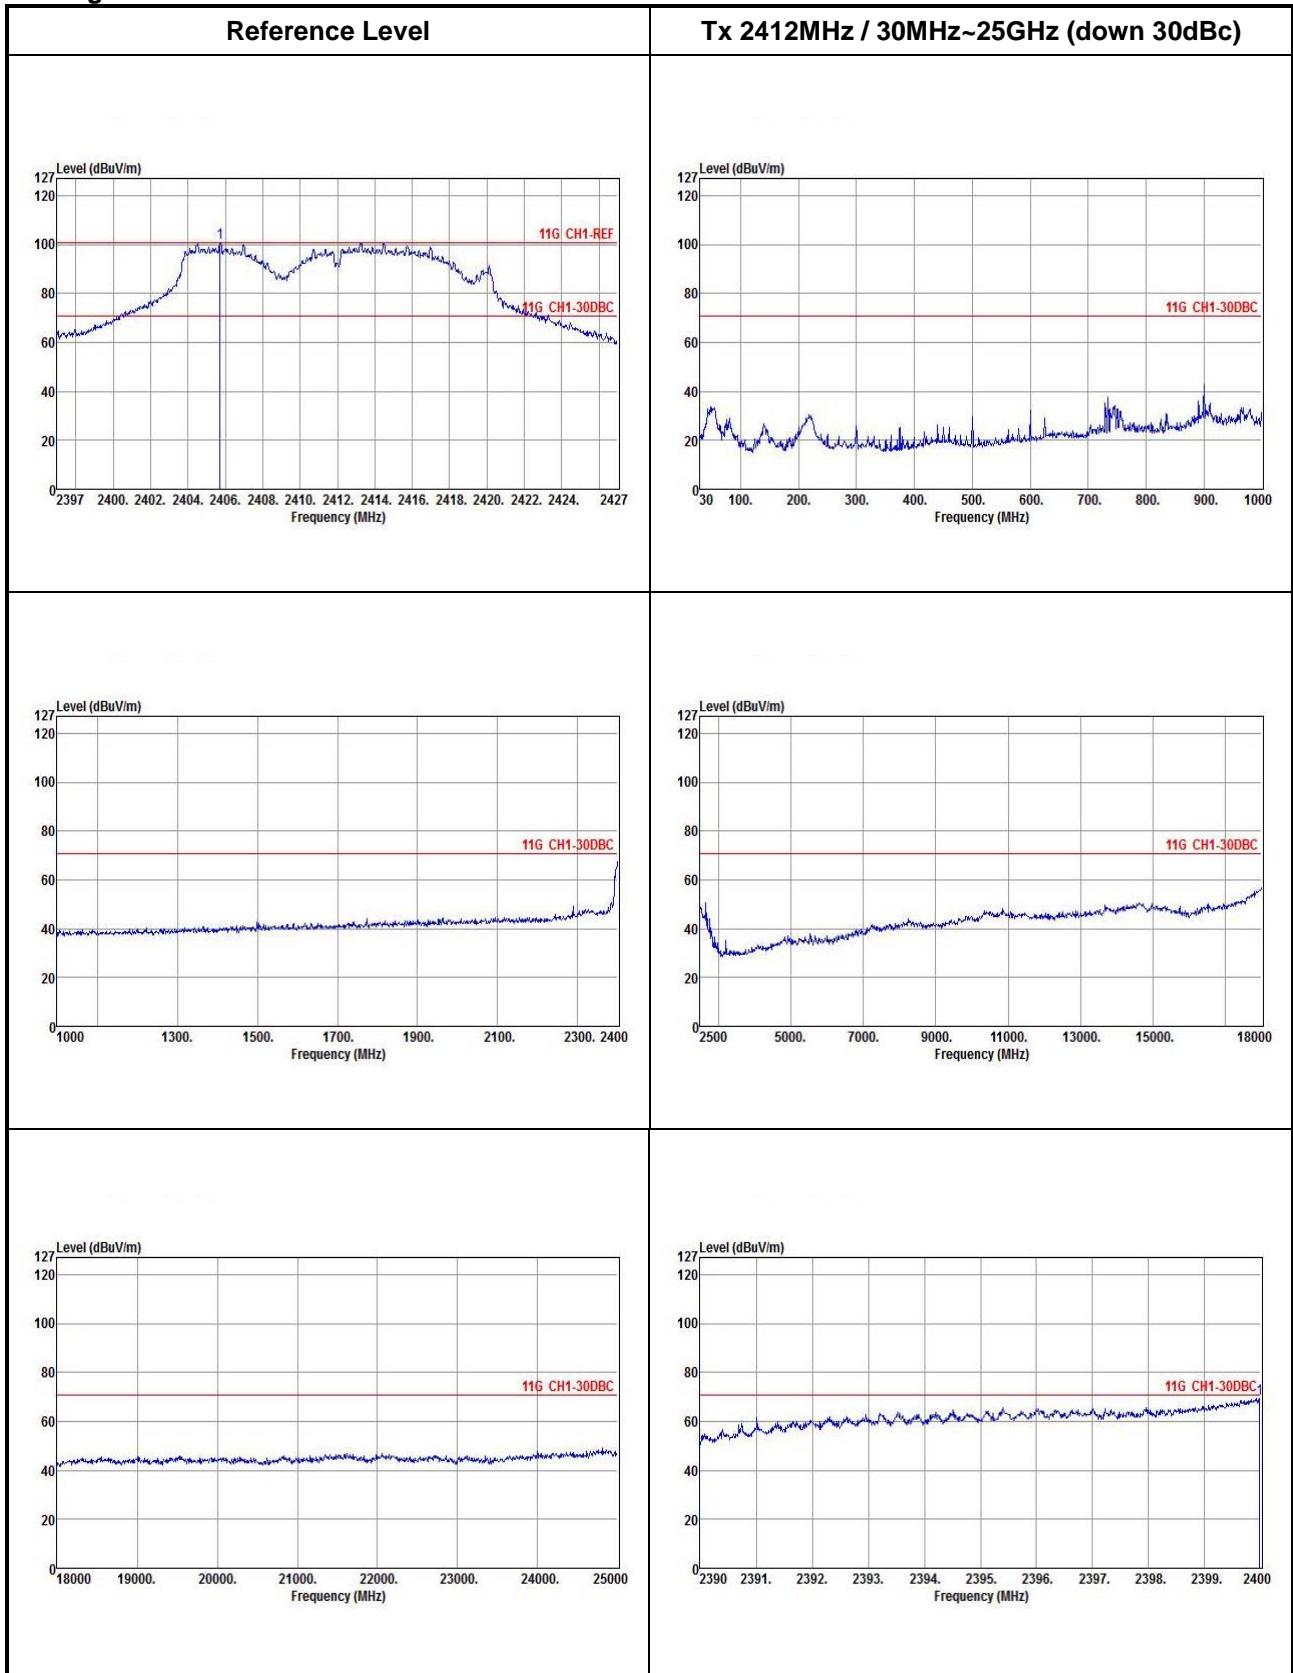 Reference Level
Tx 2412MHz / 30MHz~25GHz (down 30dBc)
Level (dBuV/m)
127
120
100
80
60
40
20
0
1
11G CH1-REF
11G CH1-30DBC
2397 2400. 2402. 2404. 2406. 2408. 2410. 2412. 2414. 2416. 2418. 2420. 2422. 2424. 2427
Frequency (MHz)
Level (dBuV/m)
127
120
100
80
60
40
20
0
11G CH1-30DBC
30 100. 200. 300. 400. 500. 600. 700. 800. 900. 1000
Frequency (MHz)
Level (dBuV/m)
127
120
100
80
60
40
20
0
11G CH1-30DBC
1000 1300. 1500. 1700. 1900. 2100. 2300. 2400
Frequency (MHz)
Level (dBuV/m)
127
120
100
80
60
40
20
0
11G CH1-30DBC
2500 5000. 7000. 9000. 11000. 13000. 15000. 18000
Frequency (MHz)
Level (dBuV/m)
127
120
100
80
60
40
20
0
11G CH1-30DBC
18000 19000. 20000. 21000. 22000. 23000. 24000. 25000
Frequency (MHz)
Level (dBuV/m)
127
120
100
80
60
40
20
0
11G CH1-30DBC
1
2390 2391. 2392. 2393. 2394. 2395. 2396. 2397. 2398. 2399. 2400
Frequency (MHz)